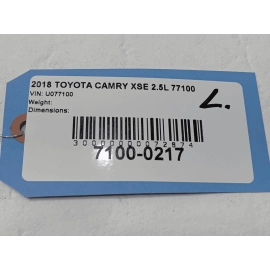 2018 TOYOTA CAMRY XSE 2.5L 77100
VIN: U077100
Weight:
Dimensions:
L.
3000000072874
7100-0217